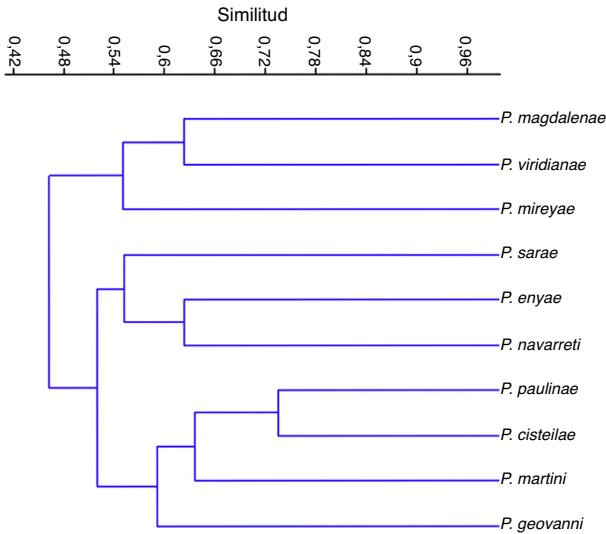 Similitud
0,42 0,48 0,54 0,6 0,66 0,72 0,78 0,84 0,9 0,96
P. magdalenae
P. viridianae
P. mireyae
P. sarae
P. enyae
P. navarreti
P. paulinae
P. cisteilae
P. martini
P. geovanni